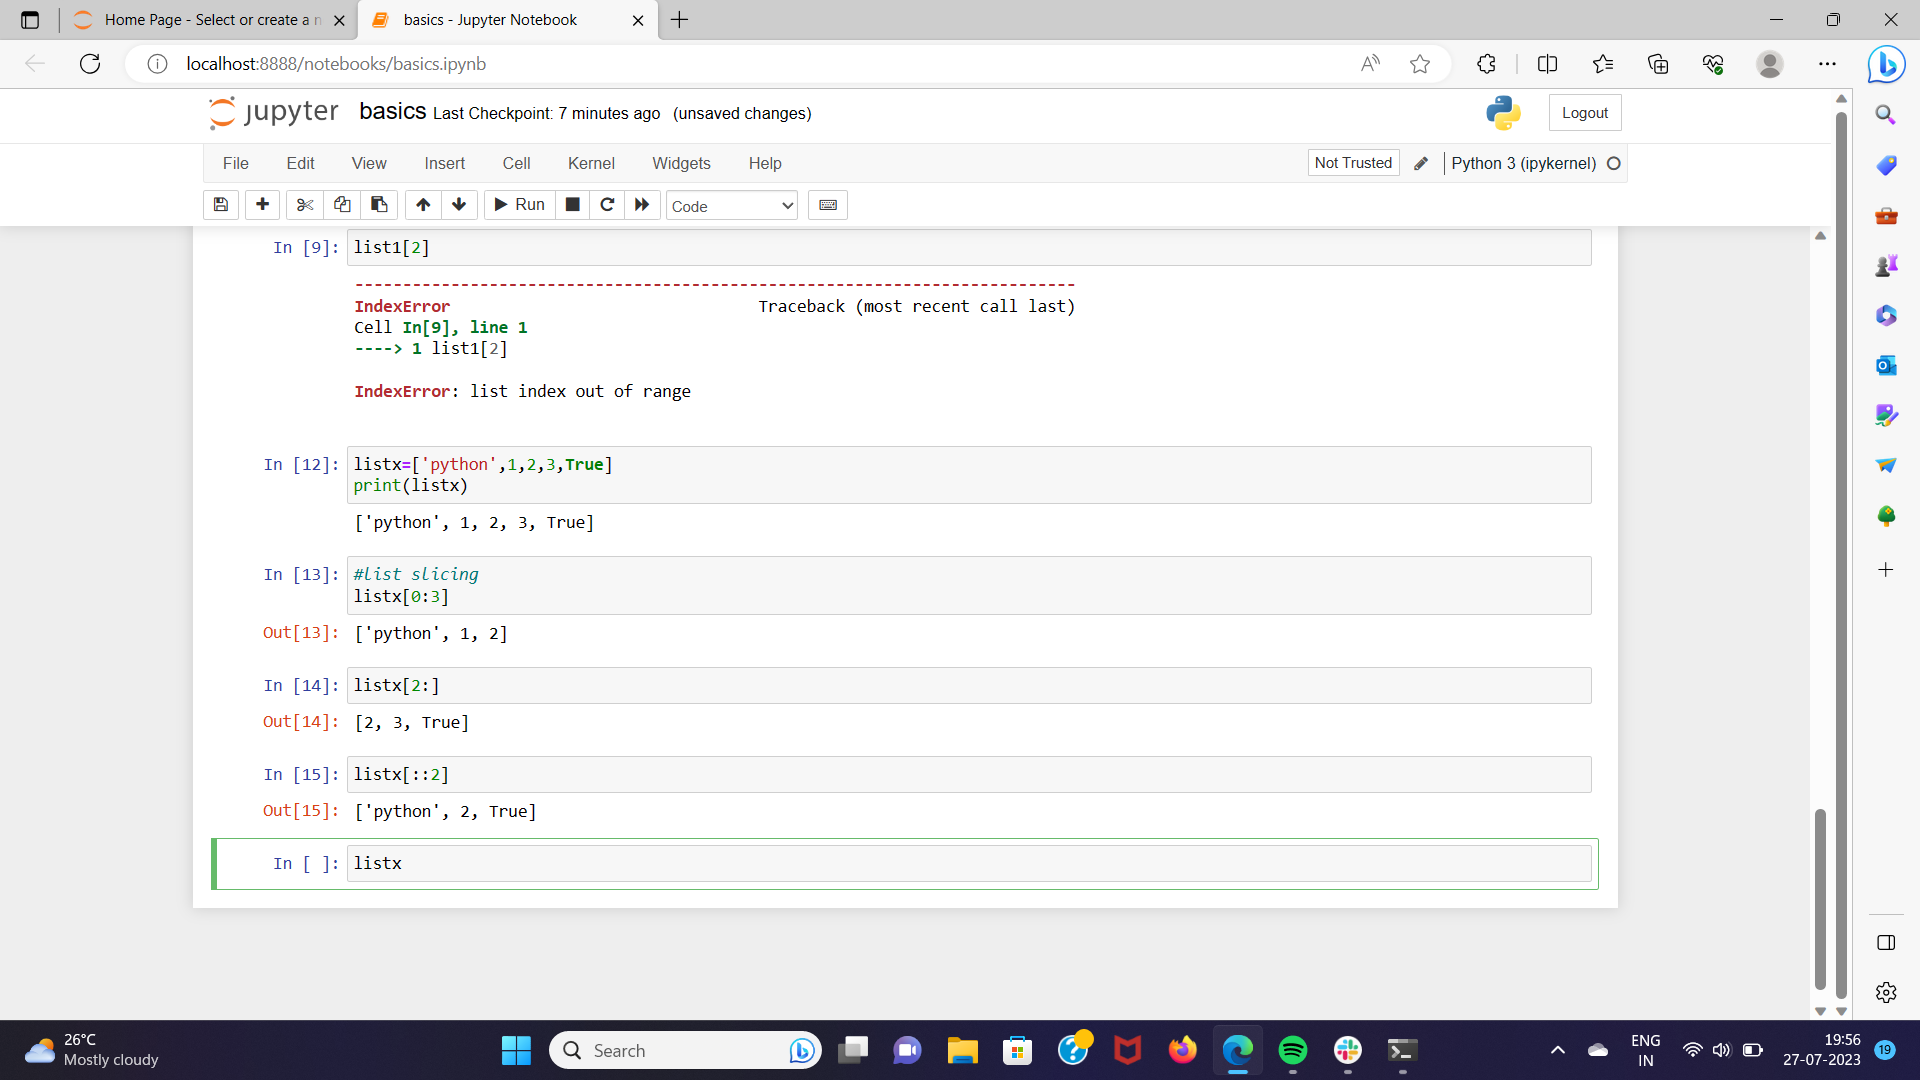 Home Page - Select or create a n
basics - Jupyter Notebook
localhost:8888/notebooks/basics.ipynb
jupyter basics Last Checkpoint: 7 minutes ago (unsaved changes)
Logout
File Edit View Insert Cell Kernel Widgets Help
Not Trusted Python 3 (ipykernel)
Run Code
In [9]: list1[2]
---------------------------------------------------------------------------
IndexError Traceback (most recent call last)
Cell In[9], line 1
----> 1 list1[2]
IndexError: list index out of range
In [12]: listx=['python',1,2,3,True]
print(listx)
['python', 1, 2, 3, True]
In [13]: #list slicing
listx[0:3]
Out[13]: ['python', 1, 2]
In [14]: listx[2:]
Out[14]: [2, 3, True]
In [15]: listx[::2]
Out[15]: ['python', 2, True]
In [ ]: listx
26°C
Mostly cloudy
Search
ENG
IN
19:56
27-07-2023
19